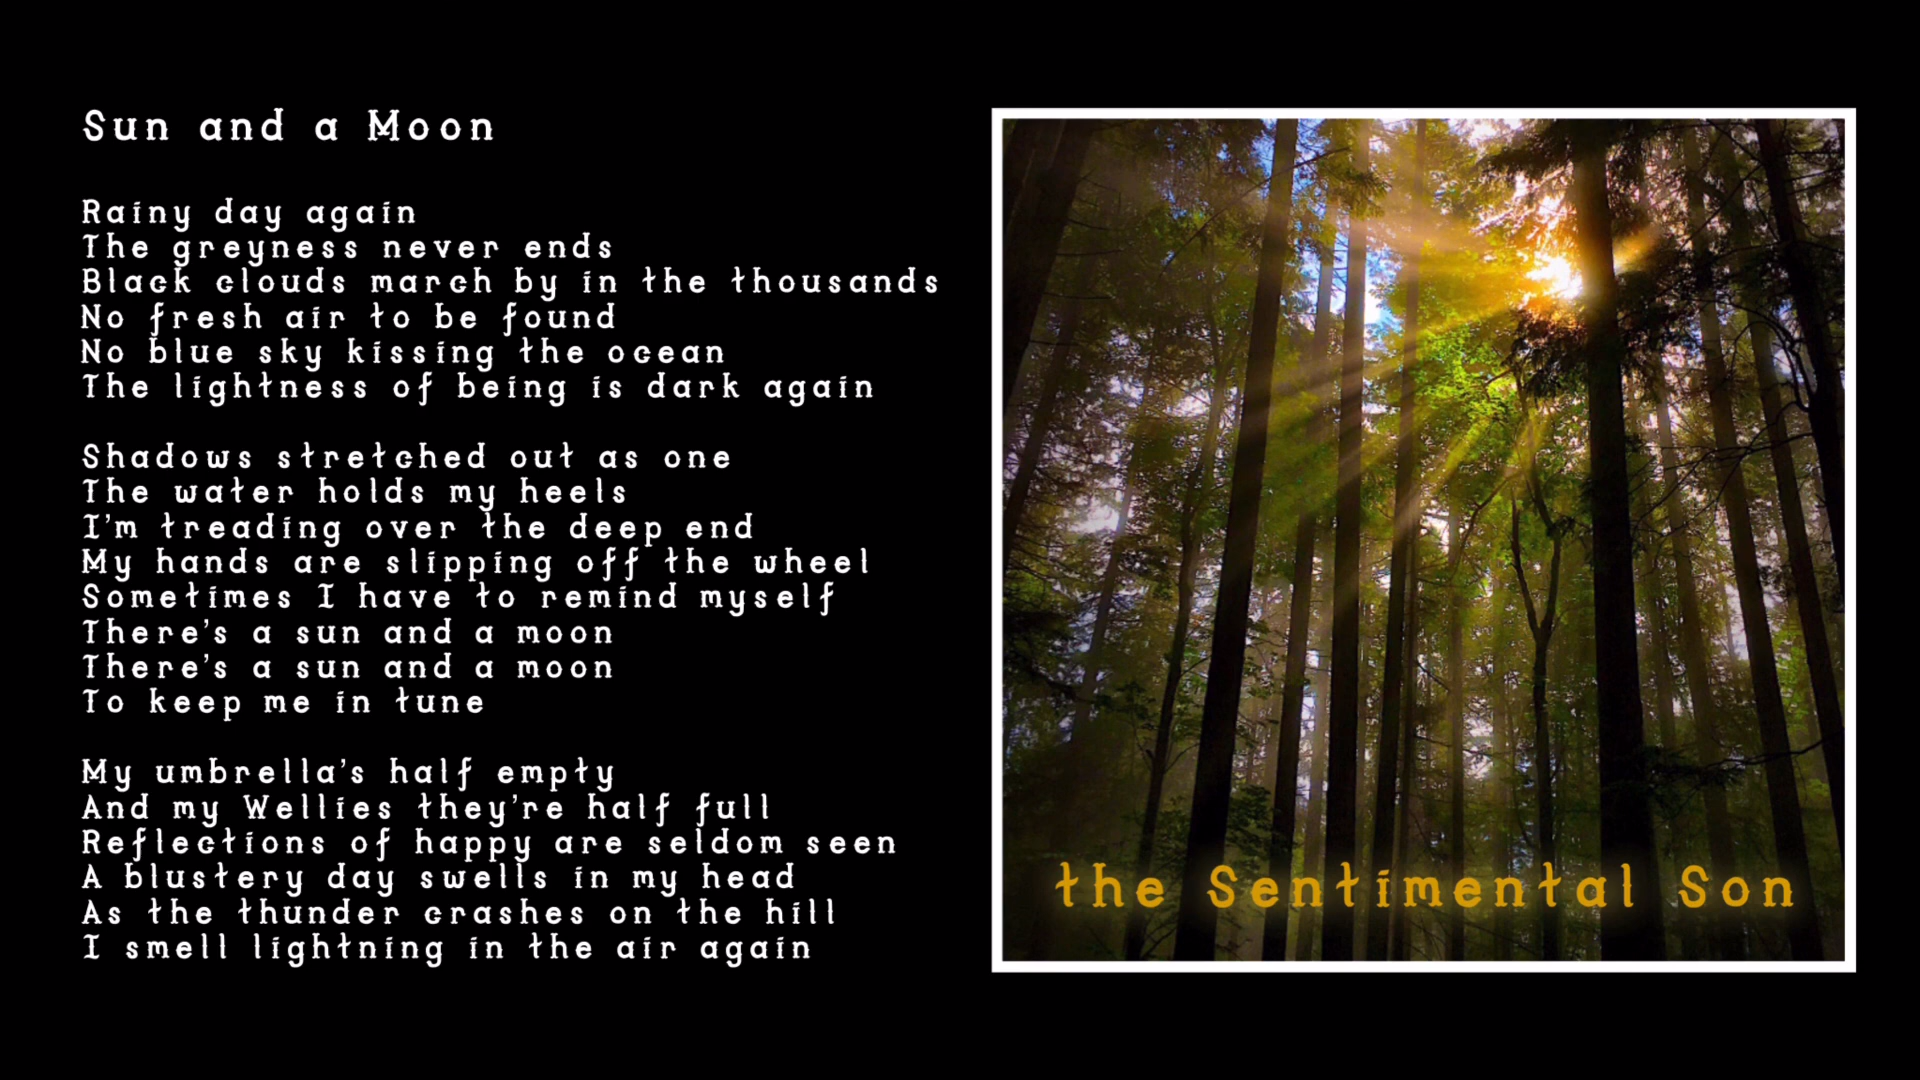 Sun and a Moon
Rainy day again
The greyness never ends
Black clouds march by in the thousands
No fresh air to be found
No blue sky kissing the ocean
The lightness of being is dark again
Shadows stretched out as one
The water holds my heels
I'm treading over the deep end
My hands are slipping off the wheel
Sometimes I have to remind myself
There's a sun and a moon
There's a sun and a moon
To keep me in tune
My umbrella's half empty
And my Wellies they're half full
Reflections of happy are seldom seen
A blustery day swells in my head
As the thunder crashes on the hill
I smell lightning in the air again
the Sentimental Son